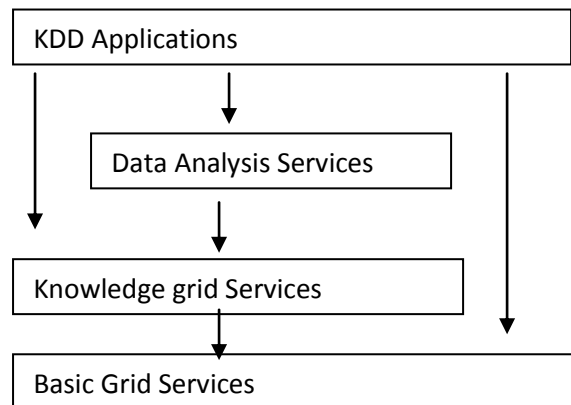 KDD Applications
Data Analysis Services
Knowledge grid Services
Basic Grid Services